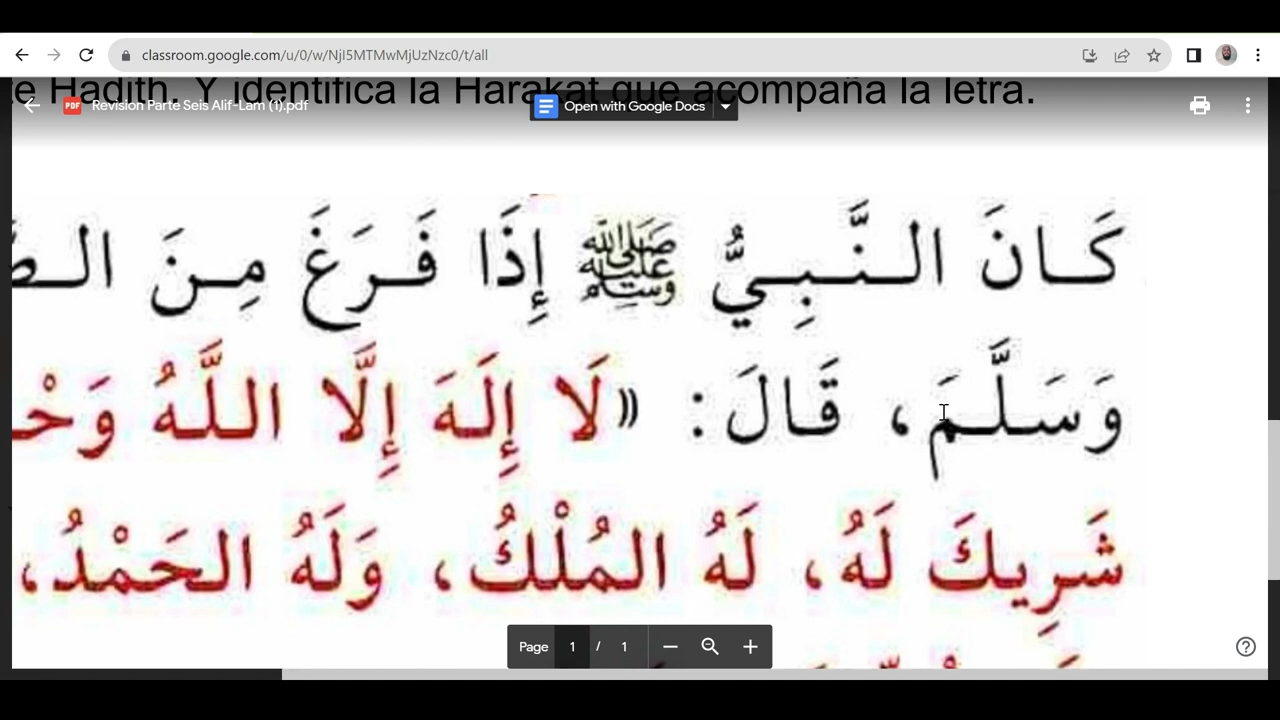 classroom.google.com/u/0/w/NjI5MTMwMjUzNzc0/t/all
te Hadith. Y identifica la Harakat que acompaña la letra.
PDF Revision Parte Seis Alif-Lam (1).pdf
Open with Google Docs
كَانَ النَّبِيُّ ﷺ إِذَا فَرَغَ مِنَ
وَسَلَّمَ، قَالَ: «لَا إِلَهَ إِلَّا اللَّهُ
شَرِيكَ لَهُ، لَهُ المُلْكُ، وَلَهُ الحَمْدُ،
Page 1 / 1